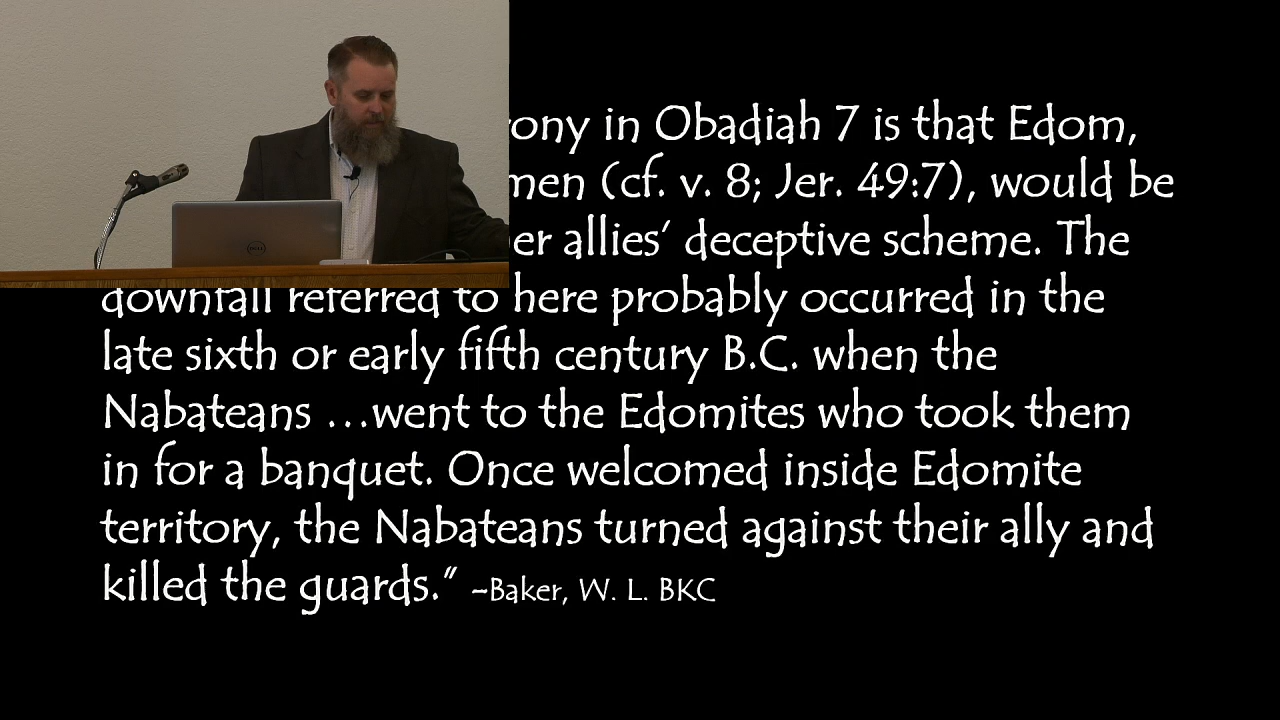 rony in Obadiah 7 is that Edom,
men (cf. v. 8; Jer. 49:7), would be
er allies’ deceptive scheme. The
downfall referred to here probably occurred in the
late sixth or early fifth century B.C. when the
Nabateans …went to the Edomites who took them
in for a banquet. Once welcomed inside Edomite
territory, the Nabateans turned against their ally and
killed the guards.” ~Baker, W. L. BKC
DELL